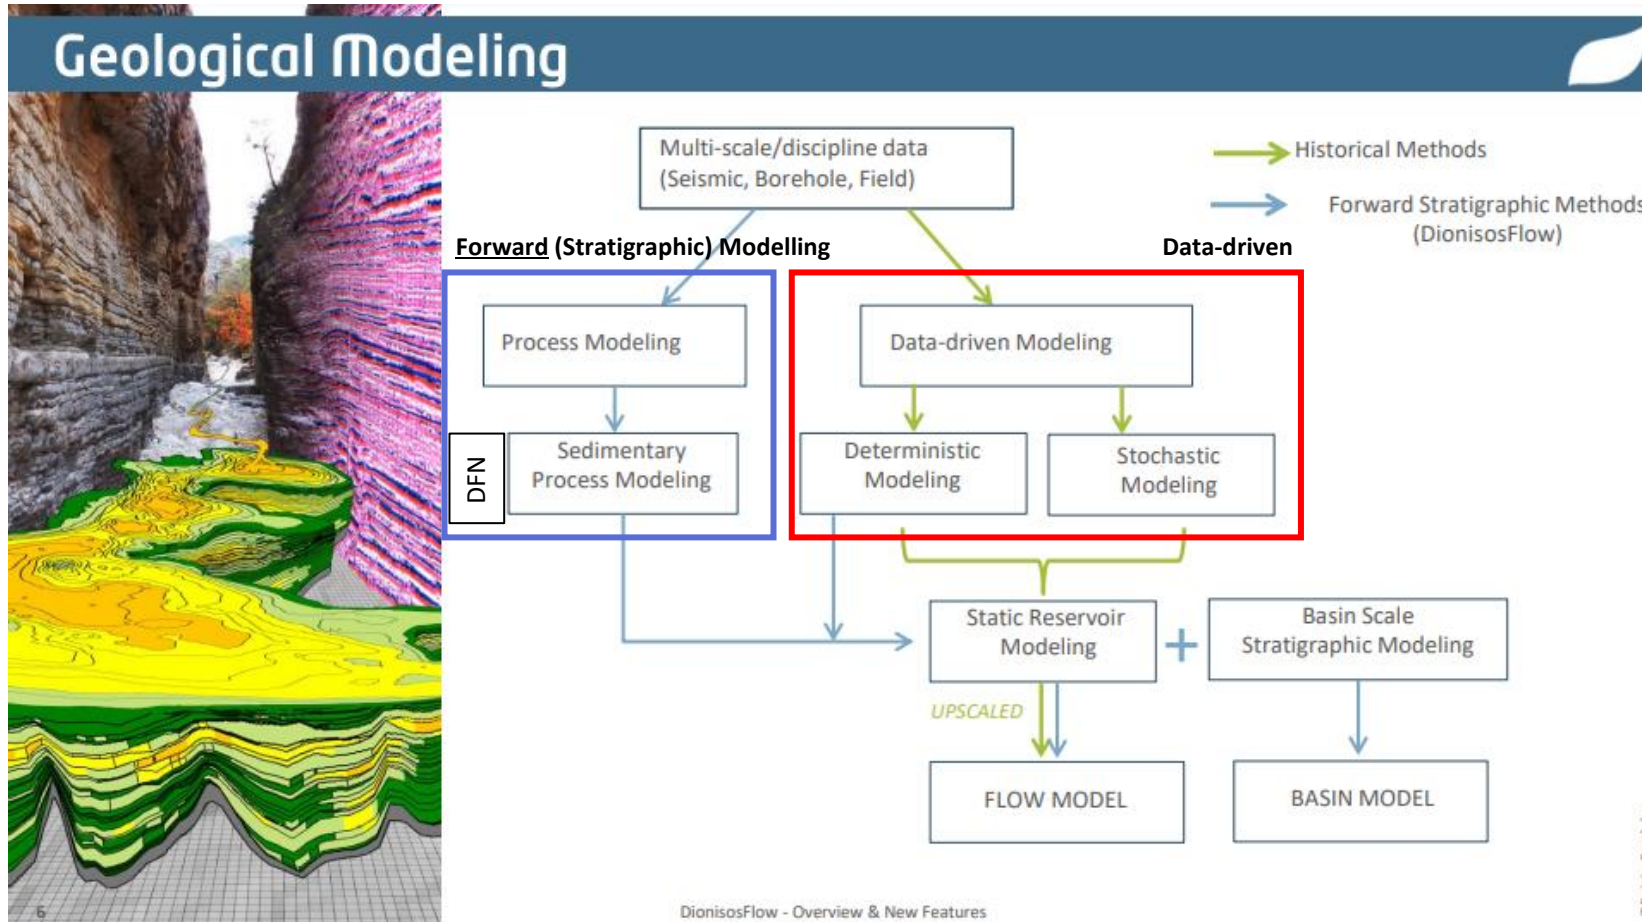 Geological Modeling
Multi-scale/discipline data
(Seismic, Borehole, Field)
Historical Methods
Forward Stratigraphic Methods
(DionisosFlow)
Forward (Stratigraphic) Modelling
Data-driven
Process Modeling
Data-driven Modeling
DFN
Sedimentary
Process Modeling
Deterministic
Modeling
Stochastic
Modeling
Static Reservoir
Modeling
+
Basin Scale
Stratigraphic Modeling
UPSCALED
FLOW MODEL
BASIN MODEL
6
DionisosFlow - Overview & New Features